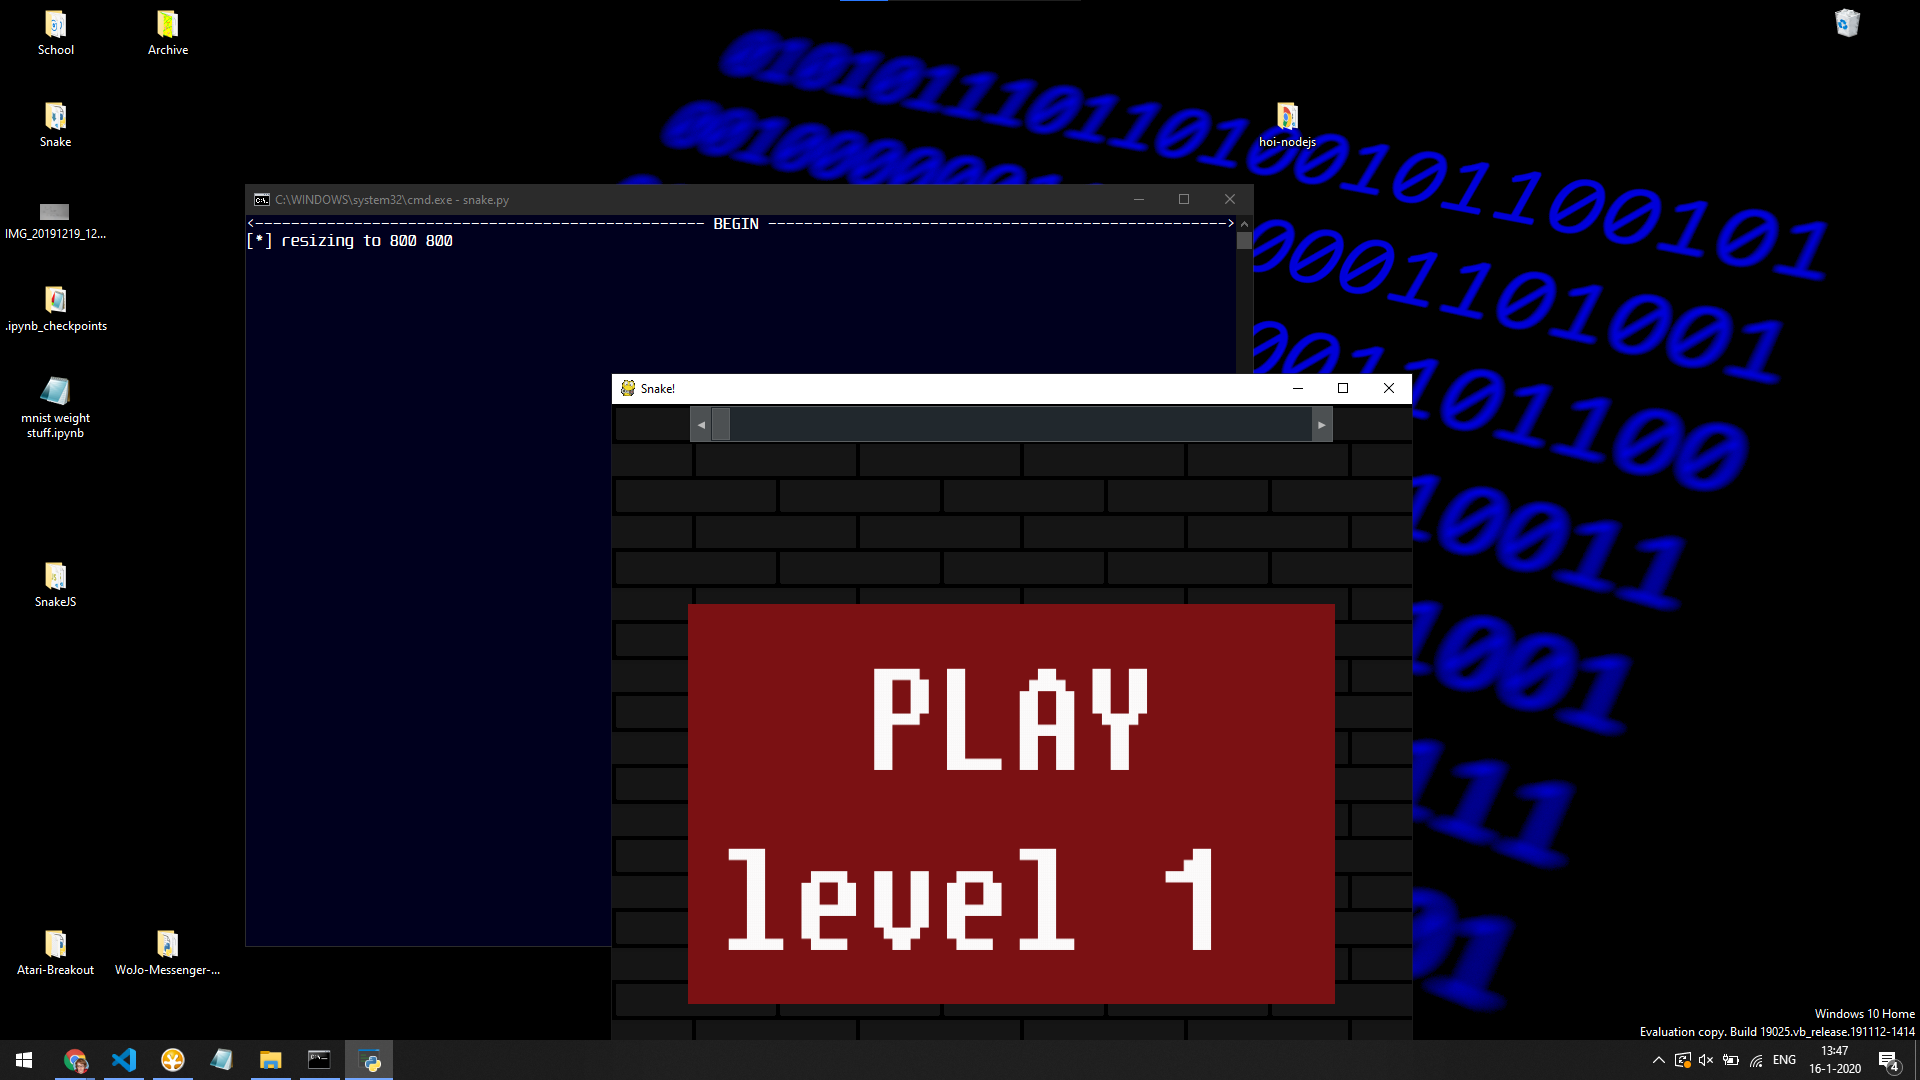 School
Archive
Snake
hoi-nodejs
IMG_20191219_12...
.ipynb_checkpoints
mnist weight
stuff.ipynb
SnakeJS
Atari-Breakout
WoJo-Messenger-...
C:\WINDOWS\system32\cmd.exe - snake.py
BEGIN
[*] resizing to 800 800
Snake!
PLAY
level 1
Windows 10 Home
Evaluation copy. Build 19025.vb_release.191112-1414
ENG
13:47
16-1-2020
4